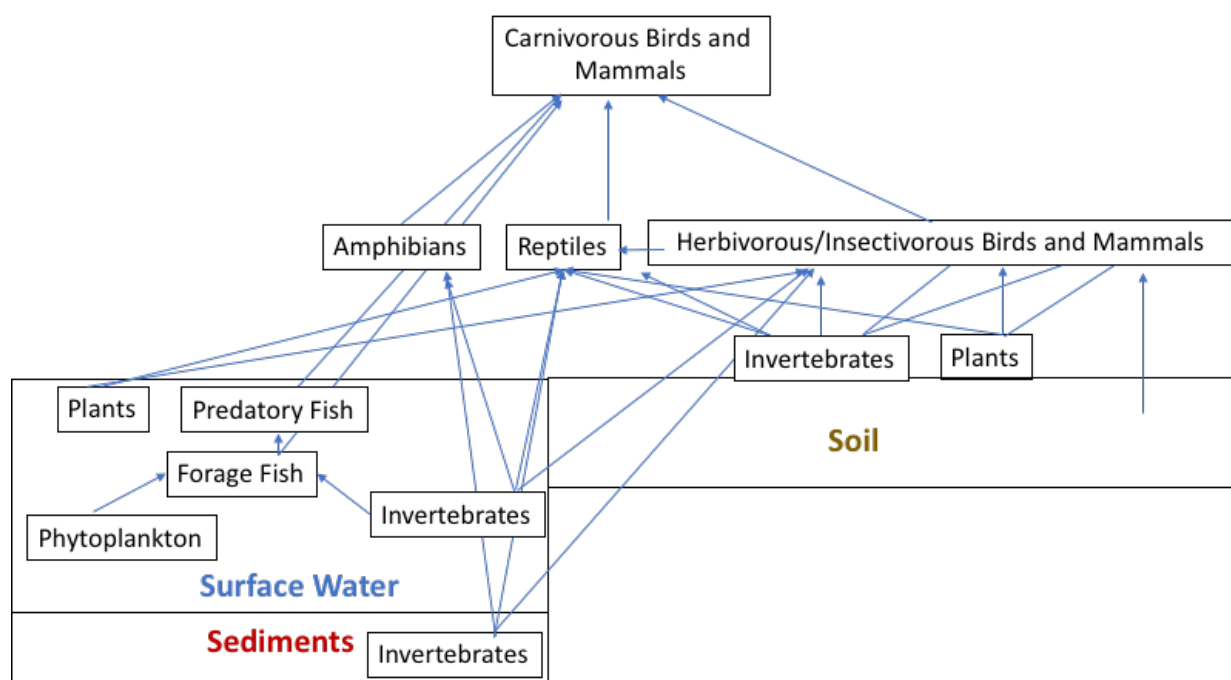 Carnivorous Birds and
Mammals
Amphibians
Reptiles
Herbivorous/Insectivorous Birds and Mammals
Invertebrates
Plants
Plants
Predatory Fish
Soil
Forage Fish
Invertebrates
Phytoplankton
Surface Water
Sediments
Invertebrates